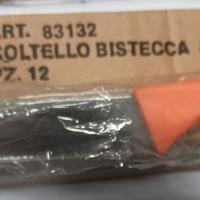 ART. 83132
COLTELLO BISTECCA
PZ. 12